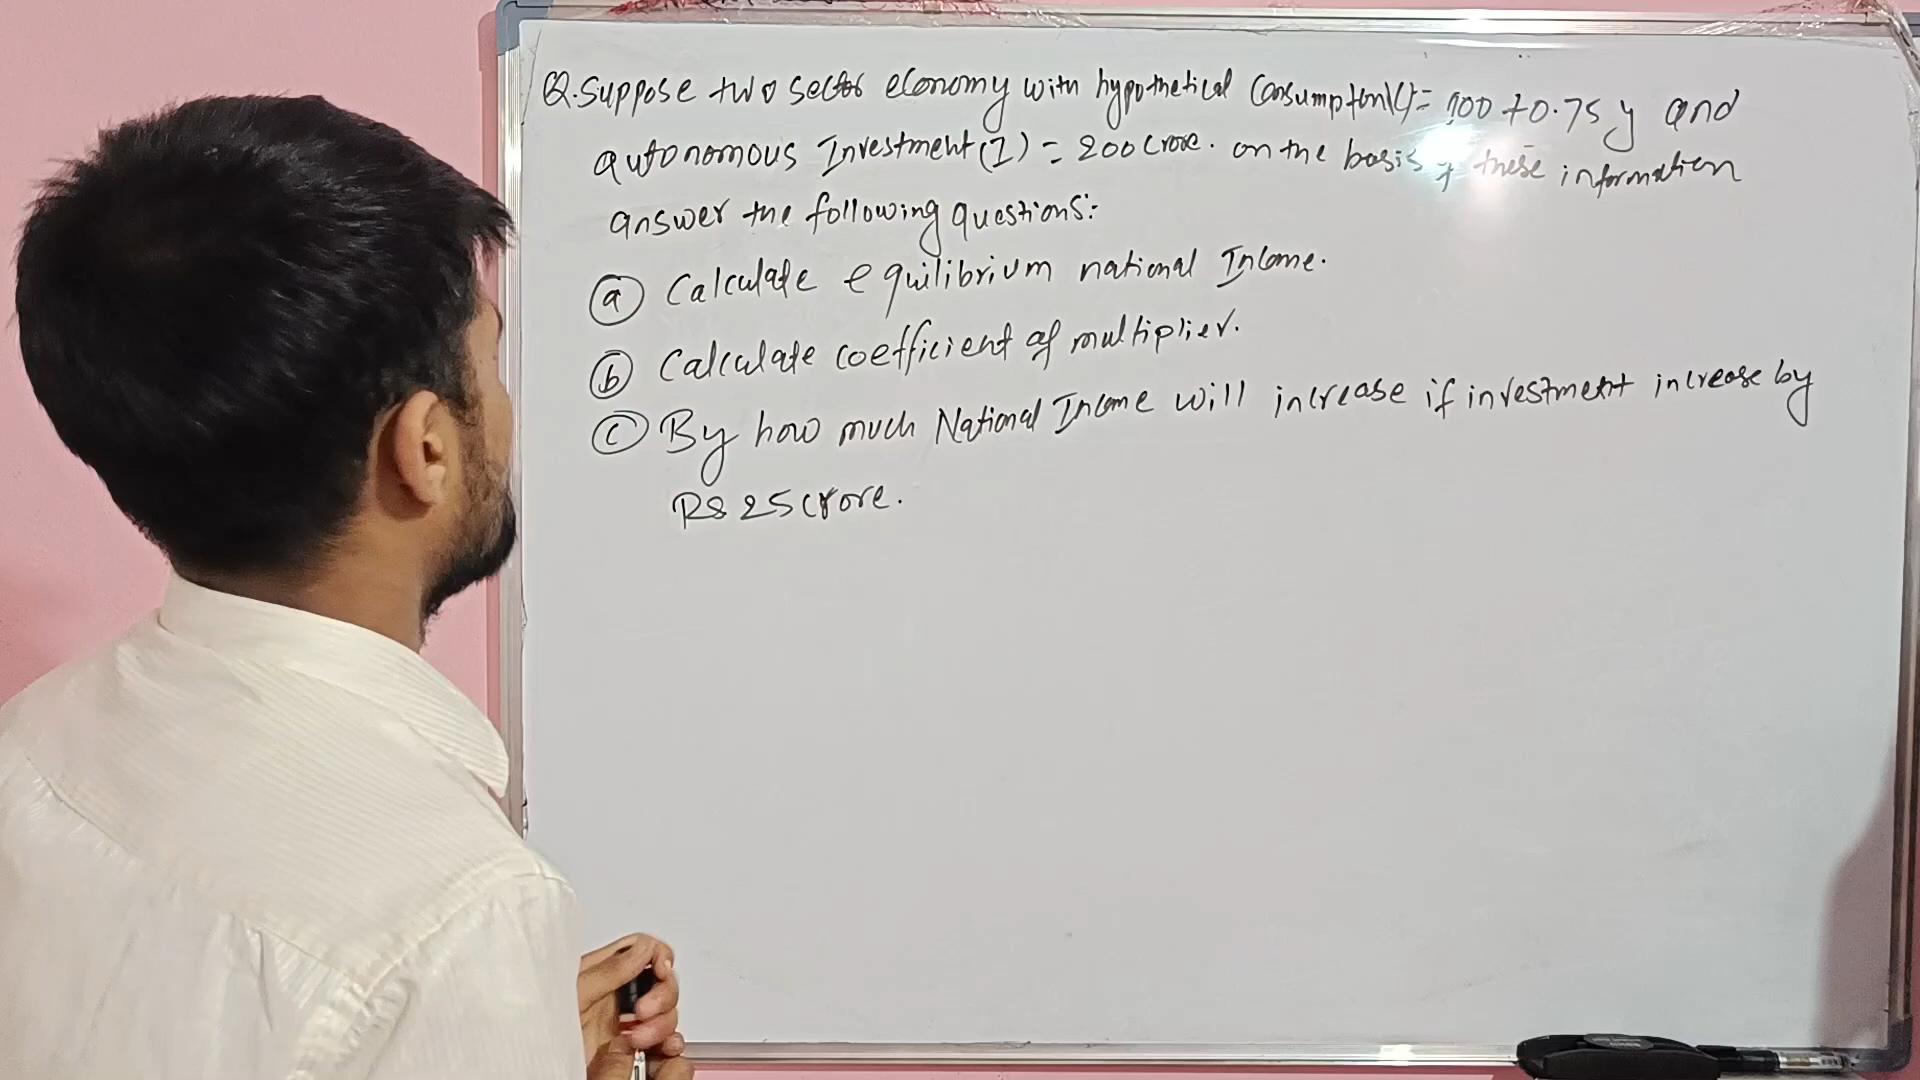 Q. Suppose two sector economy with hypothetical Consumption(C) = 100 + 0.75 y and
autonomous Investment (I) = 200 crore. on the basis of these information
answer the following questions:-
(a) Calculate equilibrium national Income.
(b) Calculate coefficient of multiplier.
(c) By how much National Income will increase if investment increase by
RS 25 crore.